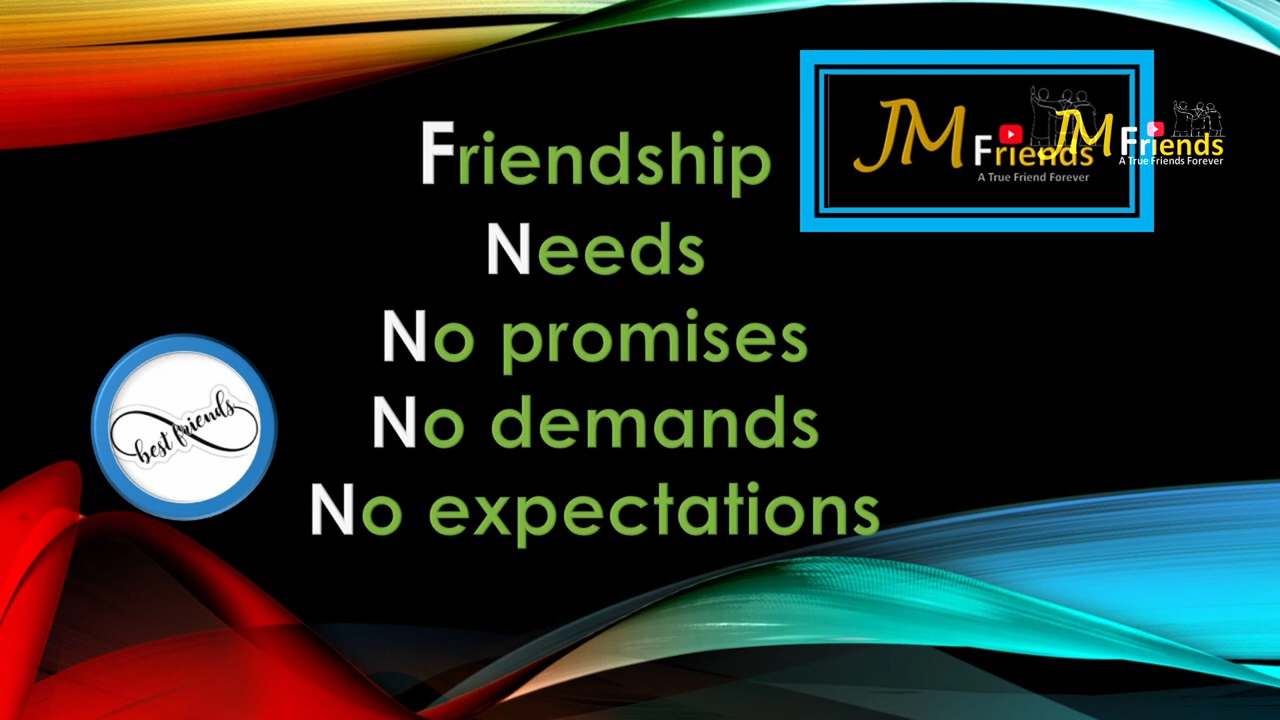 Friendship
Needs
No promises
No demands
No expectations
JM Friends
A True Friend Forever
JM Friends
A True Friends Forever
best friends